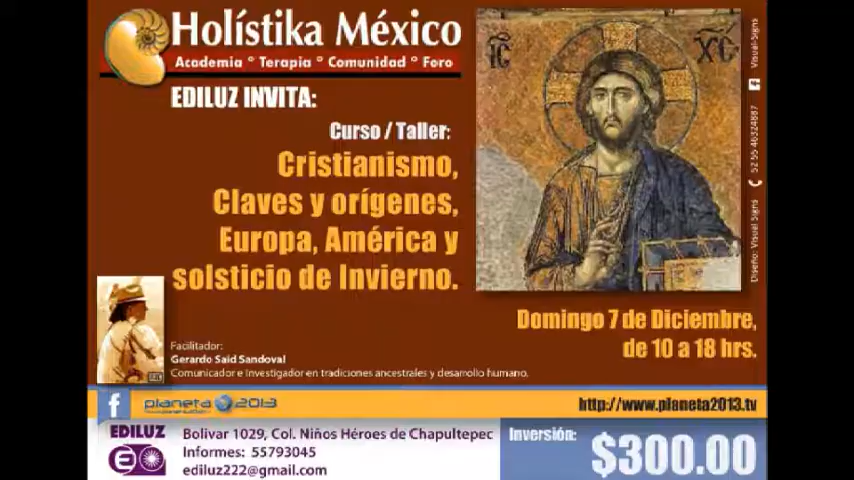 Holístika México
Academia * Terapia * Comunidad * Foro
EDILUZ INVITA:
Curso / Taller:
Cristianismo,
Claves y orígenes,
Europa, América y
solsticio de Invierno.
IC
XC
Visual-Signs
52 55 46324887
Diseño: Visual Signs
Domingo 7 de Diciembre,
de 10 a 18 hrs.
Facilitador:
Gerardo Said Sandoval
Comunicador e Investigador en tradiciones ancestrales y desarrollo humano.
f planeta 2013
http://www.planeta2013.tv
EDILUZ
Bolivar 1029, Col. Niños Héroes de Chapultepec
Informes: 55793045
ediluz222@gmail.com
Inversión:
$300.00